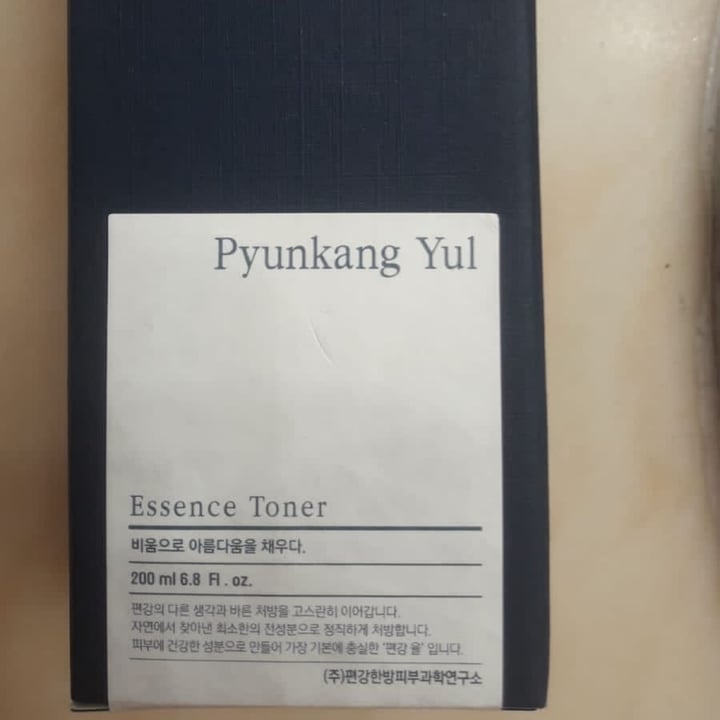 Pyunkang Yul
Essence Toner
비움으로 아름다움을 채우다.
200 ml 6.8 Fl . oz.
편강의 다른 생각과 바른 처방을 고스란히 이어갑니다.
자연에서 찾아낸 최소한의 전성분으로 정직하게 처방합니다.
피부에 건강한 성분으로 만들어 가장 기본에 충실한 '편강 율' 입니다.
(주)편강한방피부과학연구소